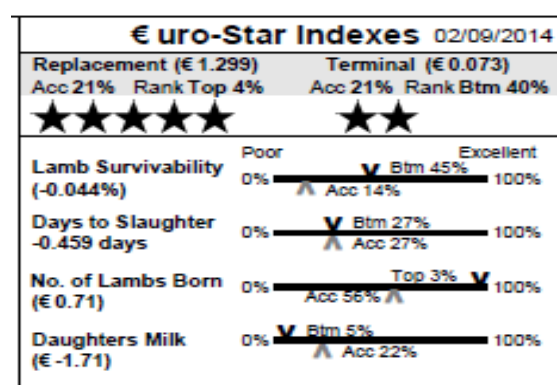 € uro-Star Indexes 02/09/2014
Replacement (€ 1.299) Terminal (€ 0.073)
Acc 21% Rank Top 4% Acc 21% Rank Btm 40%
Poor Excellent
Lamb Survivability 0% Btm 45% 100%
(-0.044%) Acc 14%
Days to Slaughter 0% Btm 27% 100%
-0.459 days Acc 27%
No. of Lambs Born 0% Top 3% 100%
(€ 0.71) Acc 56%
Daughters Milk 0% Btm 5% 100%
(€ -1.71) Acc 22%